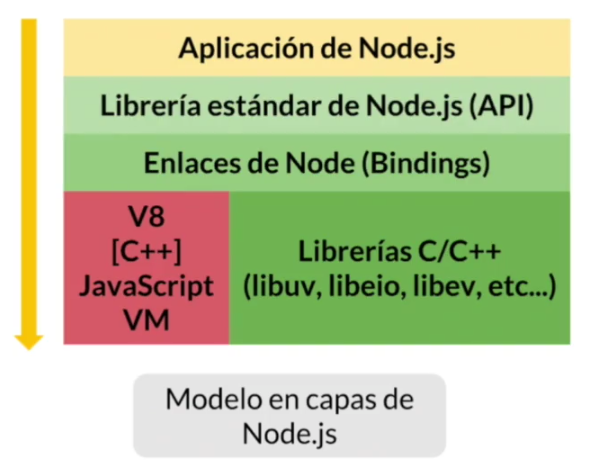 Aplicación de Node.js
Librería estándar de Node.js (API)
Enlaces de Node (Bindings)
V8
[C++]
JavaScript
VM
Librerías C/C++
(libuv, libeio, libev, etc...)
Modelo en capas de
Node.js